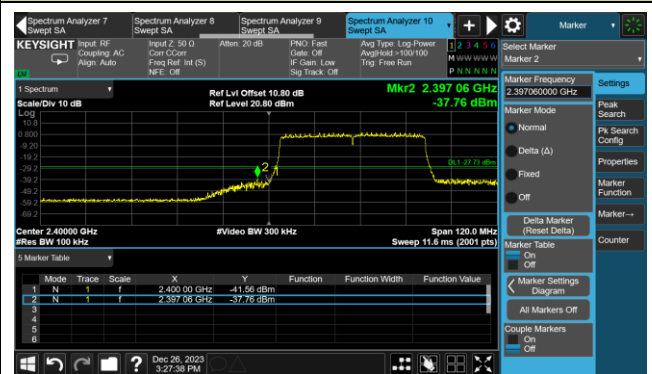 Spectrum Analyzer 7
Swept SA
Spectrum Analyzer 8
Swept SA
Spectrum Analyzer 9
Swept SA
Spectrum Analyzer 10
Swept SA
Marker
KEYSIGHT
Input: RF
Coupling: AC
Align: Auto
Input Z: 50 Ω
Corr CCorr
Freq Ref: Int (S)
NFE: Off
Atten: 20 dB
PNO: Fast
Gate: Off
IF Gain: Low
Sig Track: Off
Avg Type: Log-Power
Avg|Hold:>100/100
Trig: Free Run
1 2 3 4 5 6
M W W W W W
P N N N N N
Select Marker
Marker 2
1 Spectrum
Scale/Div 10 dB
Ref Lvl Offset 10.80 dB
Ref Level 20.80 dBm
Mkr2 2.397 06 GHz
-37.76 dBm
Log
10.8
0.800
-9.20
-19.2
-29.2
-39.2
-49.2
-59.2
-69.2
2
DL1 -27.73 dBm
Center 2.40000 GHz
#Res BW 100 kHz
#Video BW 300 kHz
Span 120.0 MHz
Sweep 11.6 ms (2001 pts)
5 Marker Table
Mode Trace Scale X Y Function Function Width Function Value
1 N 1 f 2.400 00 GHz -41.56 dBm
2 N 1 f 2.397 06 GHz -37.76 dBm
3
4
5
6
Marker Frequency
2.397060000 GHz
Marker Mode
Normal
Delta (Δ)
Fixed
Off
Delta Marker
(Reset Delta)
Marker Table
On
Off
Marker Settings
Diagram
All Markers Off
Couple Markers
On
Off
Settings
Peak
Search
Pk Search
Config
Properties
Marker
Function
Marker→
Counter
Dec 26, 2023
3:27:38 PM